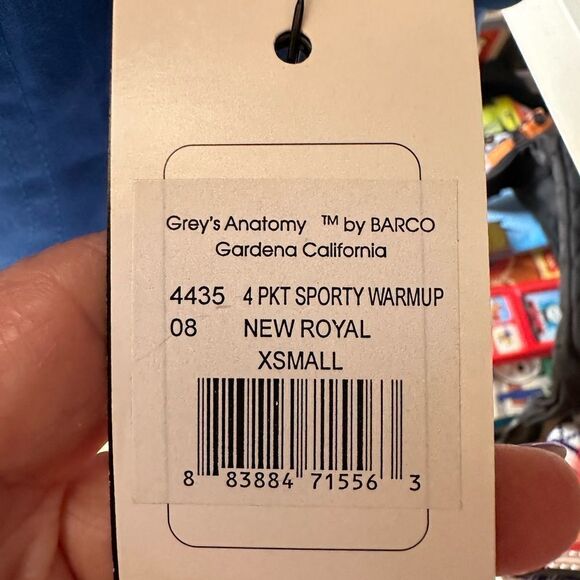 Grey's Anatomy ™ by BARCO
Gardena California
4435 4 PKT SPORTY WARMUP
08 NEW ROYAL
XSMALL
8 83884 71556 3